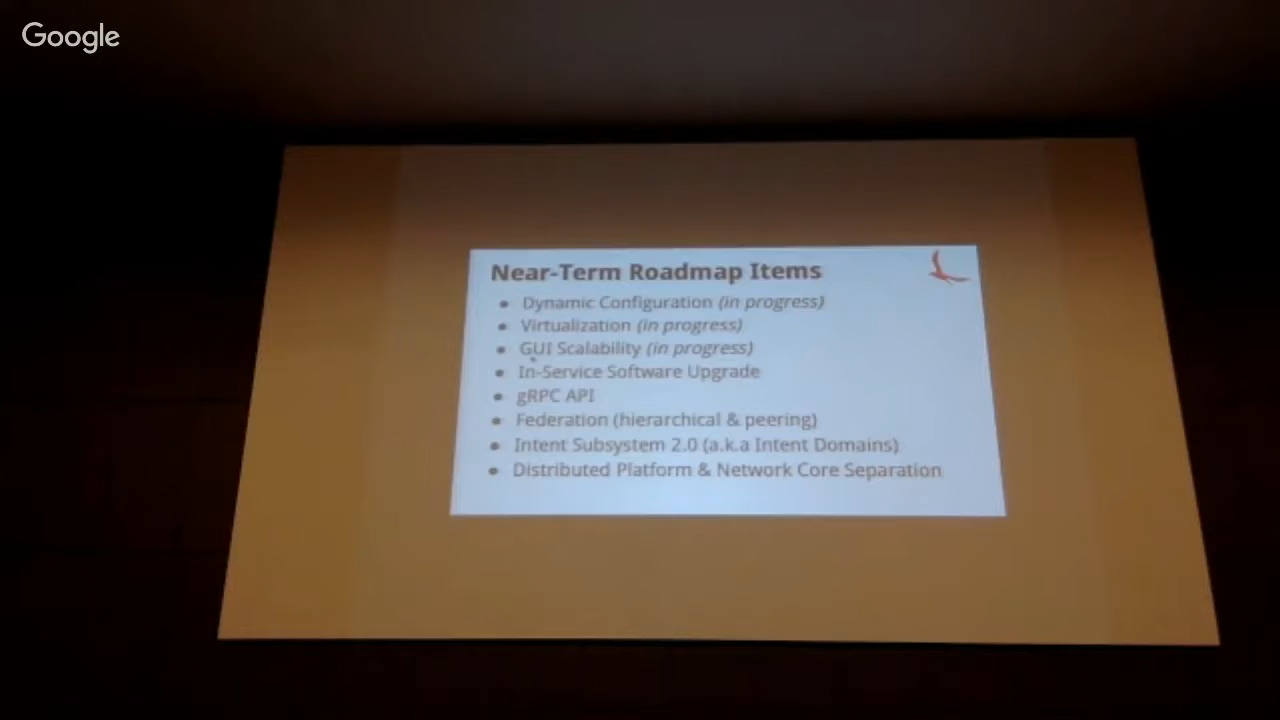 Google
Near-Term Roadmap Items
• Dynamic Configuration (in progress)
• Virtualization (in progress)
• GUI Scalability (in progress)
• In-Service Software Upgrade
• gRPC API
• Federation (hierarchical & peering)
• Intent Subsystem 2.0 (a.k.a Intent Domains)
• Distributed Platform & Network Core Separation